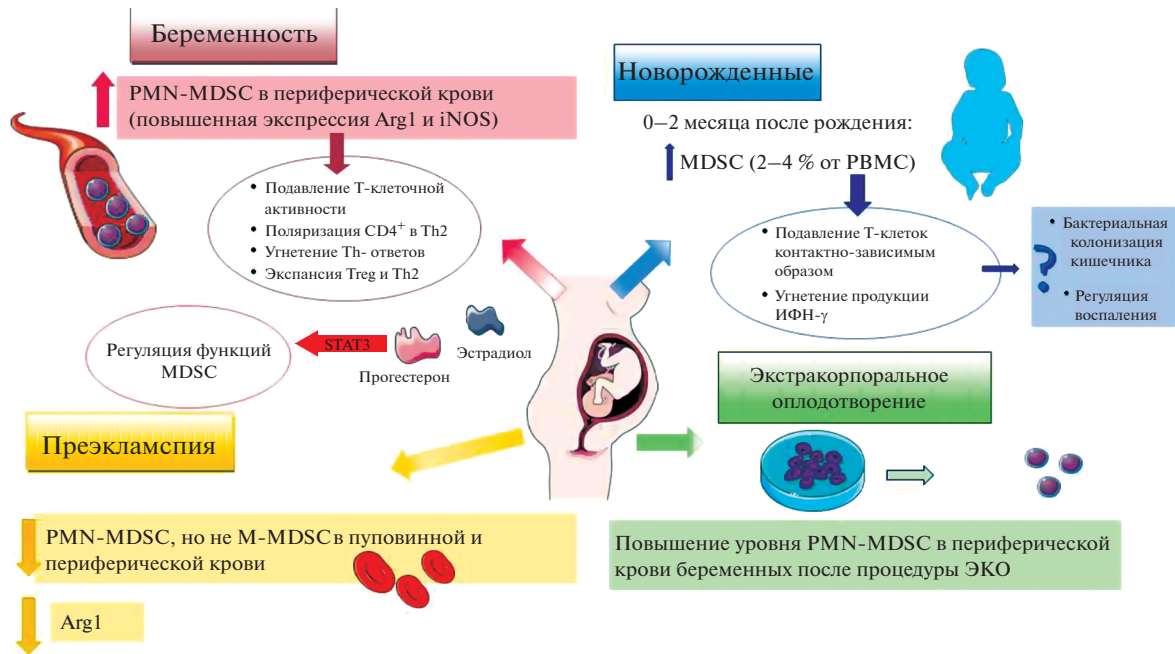 Беременность
PMN-MDSC в периферической крови
(повышенная экспрессия Arg1 и iNOS)
• Подавление Т-клеточной
активности
• Поляризация CD4⁺ в Th2
• Угнетение Th- ответов
• Экспансия Treg и Th2
Регуляция функций
MDSC
STAT3
Прогестерон
Эстрадиол
Новорожденные
0–2 месяца после рождения:
MDSC (2–4 % от PBMC)
• Подавление Т-клеток
контактно-зависимым
образом
• Угнетение продукции
ИФН-γ
?
• Бактериальная
колонизация
кишечника
• Регуляция
воспаления
Преэклампсия
PMN-MDSC, но не M-MDSC в пуповинной и
периферической крови
Arg1
Экстракорпоральное
оплодотворение
Повышение уровня PMN-MDSC в периферической
крови беременных после процедуры ЭКО